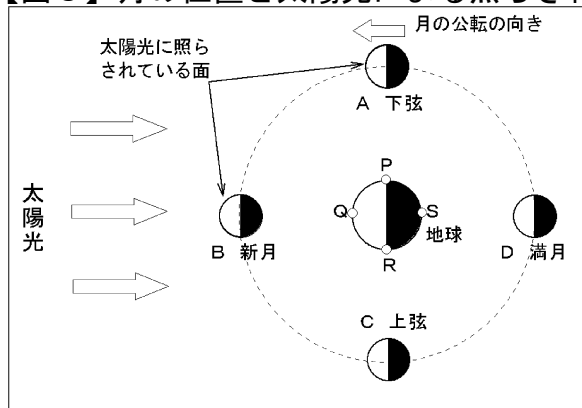 月の公転の向き
太陽光に照ら
されている面
A 下弦
P
太陽光
Q
S
地球
B 新月
D 満月
R
C 上弦